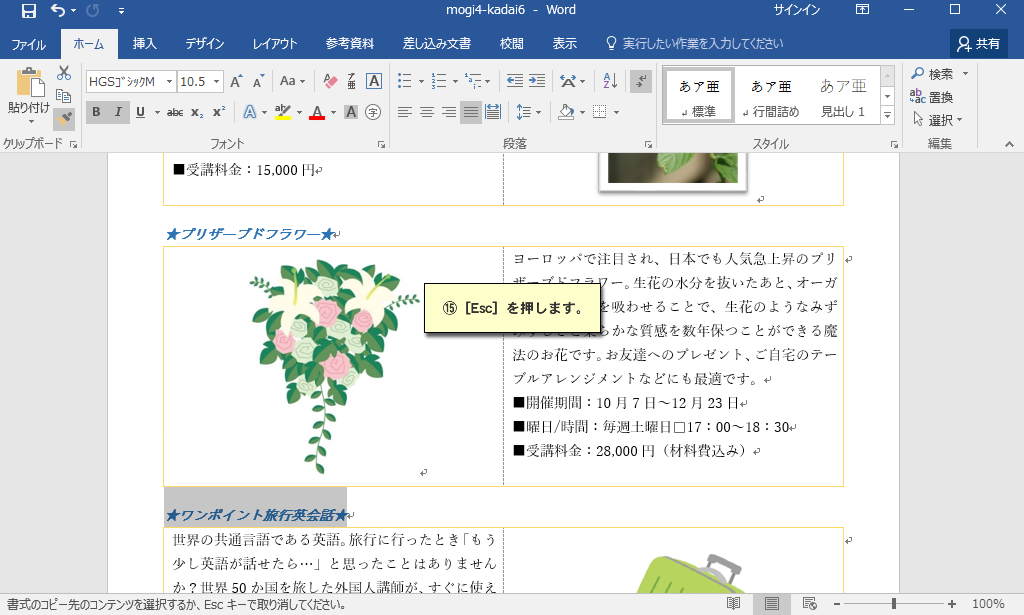 mogi4-kadai6 - Word
サインイン
ファイル ホーム 挿入 デザイン レイアウト 参考資料 差し込み文書 校閲 表示 実行したい作業を入力してください 共有
貼り付け
HGSｺﾞｼｯｸM 10.5 A A Aa ア亜 A
B I U abc x₂ x² A ab A A 字
あア亜 あア亜 あア亜
↲標準 ↲行間詰め 見出し 1
検索
置換
選択
クリップボード フォント 段落 スタイル 編集
■受講料金：15,000 円↵
★プリザーブドフラワー★↵
ヨーロッパで注目され、日本でも人気急上昇のプリ
ザーブドフラワー。生花の水分を抜いたあと、オーガ
を吸わせることで、生花のようなみず
らかな質感を数年保つことができる魔
法のお花です。お友達へのプレゼント、ご自宅のテー
ブルアレンジメントなどにも最適です。↵
■開催期間：10 月 7 日～12 月 23 日↵
■曜日/時間：毎週土曜日□17：00～18：30↵
■受講料金：28,000 円（材料費込み）↵
⑮［Esc］を押します。
★ワンポイント旅行英会話★↵
世界の共通言語である英語。旅行に行ったとき「もう
少し英語が話せたら…」と思ったことはありません
か？世界 50 か国を旅した外国人講師が、すぐに使え
書式のコピー先のコンテンツを選択するか、Esc キーで取り消してください。
100%